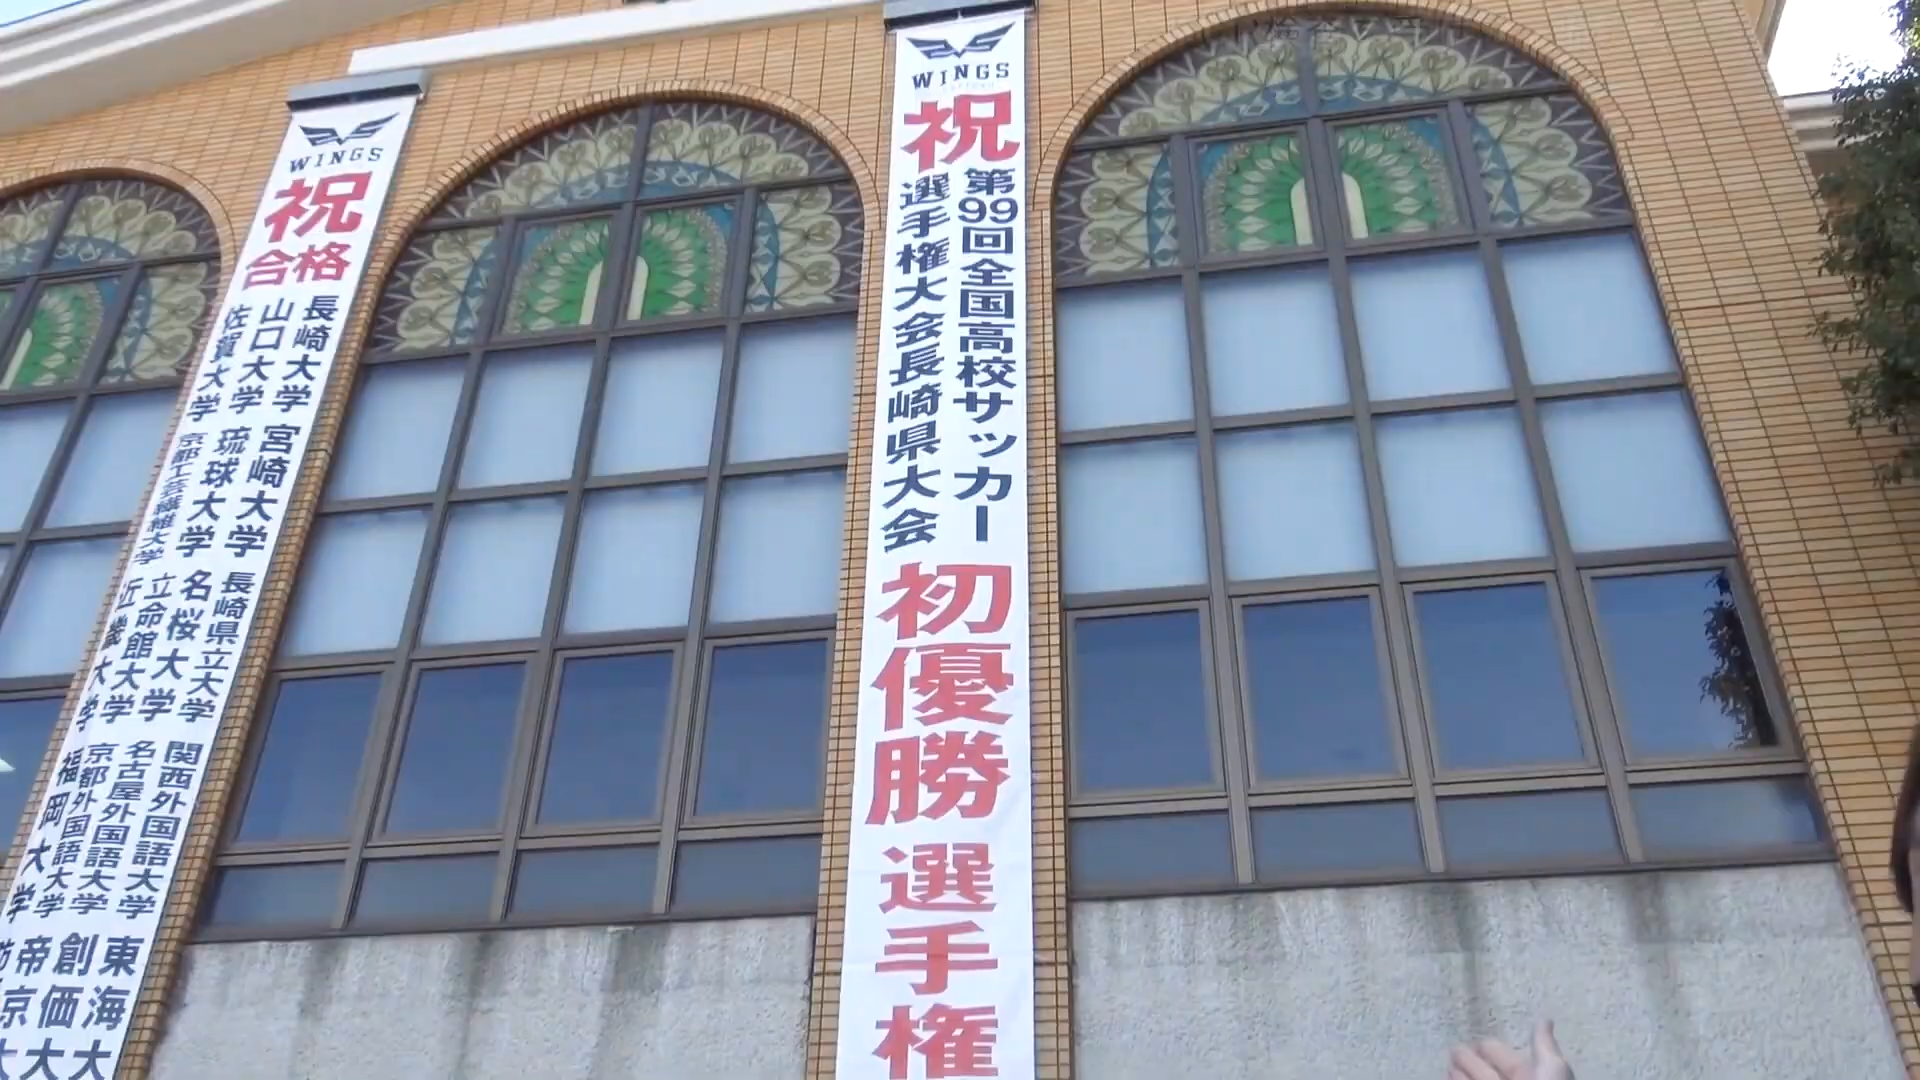 WINGS
祝
第99回全国高校サッカー
選手権大会長崎県大会
初優勝
選手権
WINGS
祝
合格
長崎大学
山口大学
佐賀大学
宮崎大学
琉球大学
京都工芸繊維大学
長崎県立大学
名桜大学
立命館大学
近畿大学
関西外国語大学
名古屋外国語大学
京都外国語大学
福岡大学
東海大
創価大
帝京大